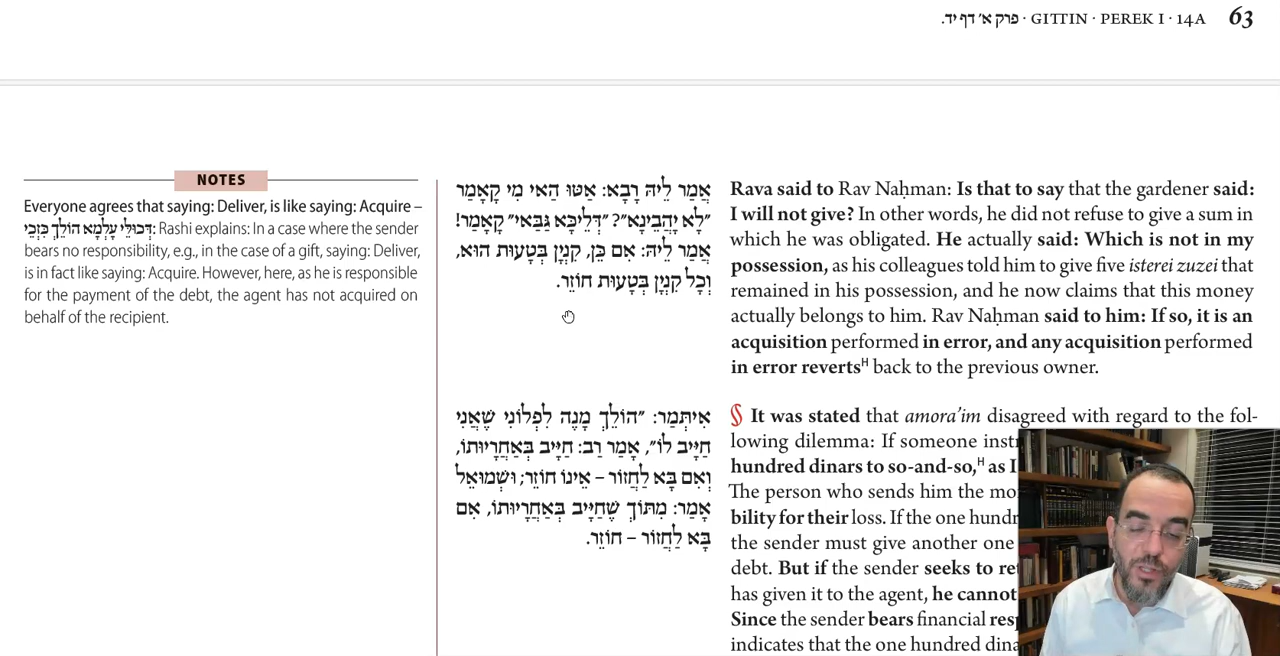 פרק א׳ דף יד. · GITTIN · PEREK I · 14A 63
NOTES
Everyone agrees that saying: Deliver, is like saying: Acquire –
דְּכוּלֵּי עָלְמָא הוֹלֵךְ כִּזְכִי: Rashi explains: In a case where the sender
bears no responsibility, e.g., in the case of a gift, saying: Deliver,
is in fact like saying: Acquire. However, here, as he is responsible
for the payment of the debt, the agent has not acquired on
behalf of the recipient.
אֲמַר לֵיהּ רָבָא: אַטּוּ הַאי מִי קָאָמַר
״לָא יָהֵבִינָא״? ״דְּלֵיכָּא גַּבַּאי״ קָאָמַר!
אֲמַר לֵיהּ: אִם כֵּן, קִנְיָן בְּטָעוּת הוּא,
וְכׇל קִנְיָן בְּטָעוּת חוֹזֵר.
אִיתְּמַר: ״הוֹלֵךְ מָנֶה לִפְלוֹנִי שֶׁאֲנִי
חַיָּיב לוֹ״, אָמַר רַב: חַיָּיב בְּאַחְרָיוּתוֹ,
וְאִם בָּא לַחֲזוֹר – אֵינוֹ חוֹזֵר; וּשְׁמוּאֵל
אָמַר: מִתּוֹךְ שֶׁחַיָּיב בְּאַחְרָיוּתוֹ, אִם
בָּא לַחֲזוֹר – חוֹזֵר.
Rava said to Rav Naḥman: Is that to say that the gardener said:
I will not give? In other words, he did not refuse to give a sum in
which he was obligated. He actually said: Which is not in my
possession, as his colleagues told him to give five isterei zuzei that
remained in his possession, and he now claims that this money
actually belongs to him. Rav Naḥman said to him: If so, it is an
acquisition performed in error, and any acquisition performed
in error revertsᴴ back to the previous owner.
§ It was stated that amora'im disagreed with regard to the fol-
lowing dilemma: If someone
hundred dinars to so-and-so,ᴴ as I
The person who sends him the
bility for their loss. If the one
the sender must give another one
debt. But if the sender seeks to
has given it to the agent, he cannot
Since the sender bears financial
indicates that the one hundred